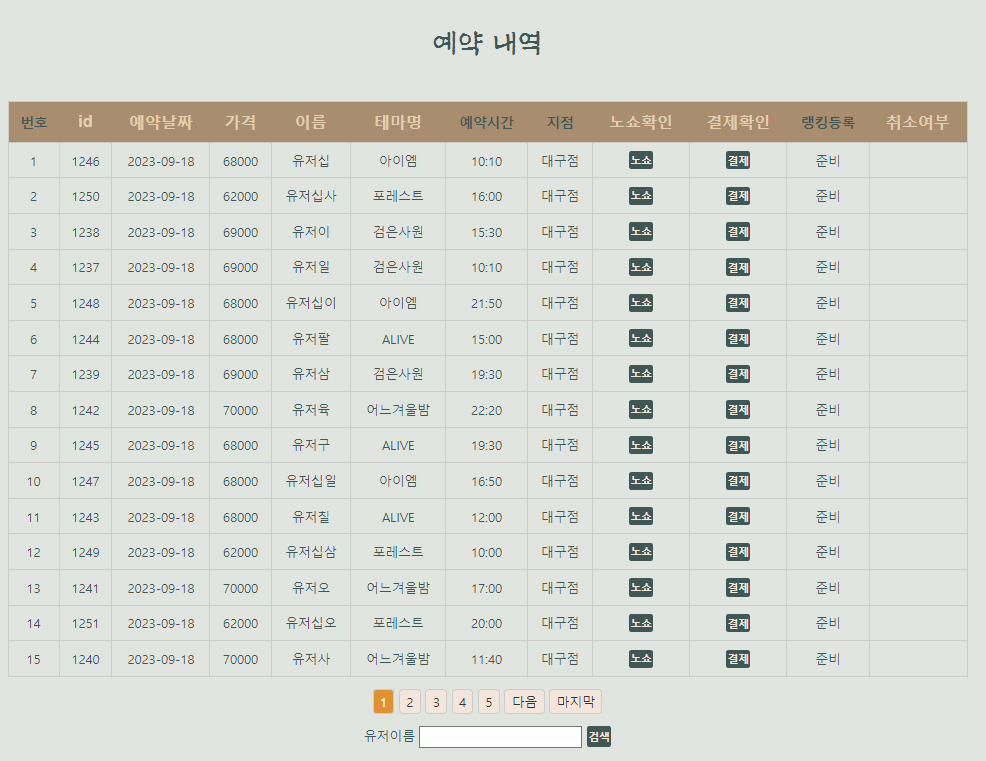 예약 내역
번호 id 예약날짜 가격 이름 테마명 예약시간 지점 노쇼확인 결제확인 랭킹등록 취소여부
1 1246 2023-09-18 68000 유저십 아이엠 10:10 대구점 노쇼 결제 준비
2 1250 2023-09-18 62000 유저십사 포레스트 16:00 대구점 노쇼 결제 준비
3 1238 2023-09-18 69000 유저이 검은사원 15:30 대구점 노쇼 결제 준비
4 1237 2023-09-18 69000 유저일 검은사원 10:10 대구점 노쇼 결제 준비
5 1248 2023-09-18 68000 유저십이 아이엠 21:50 대구점 노쇼 결제 준비
6 1244 2023-09-18 68000 유저팔 ALIVE 15:00 대구점 노쇼 결제 준비
7 1239 2023-09-18 69000 유저삼 검은사원 19:30 대구점 노쇼 결제 준비
8 1242 2023-09-18 70000 유저육 어느겨울밤 22:20 대구점 노쇼 결제 준비
9 1245 2023-09-18 68000 유저구 ALIVE 19:30 대구점 노쇼 결제 준비
10 1247 2023-09-18 68000 유저십일 아이엠 16:50 대구점 노쇼 결제 준비
11 1243 2023-09-18 68000 유저칠 ALIVE 12:00 대구점 노쇼 결제 준비
12 1249 2023-09-18 62000 유저십삼 포레스트 10:00 대구점 노쇼 결제 준비
13 1241 2023-09-18 70000 유저오 어느겨울밤 17:00 대구점 노쇼 결제 준비
14 1251 2023-09-18 62000 유저십오 포레스트 20:00 대구점 노쇼 결제 준비
15 1240 2023-09-18 70000 유저사 어느겨울밤 11:40 대구점 노쇼 결제 준비
1 2 3 4 5 다음 마지막
유저이름 검색